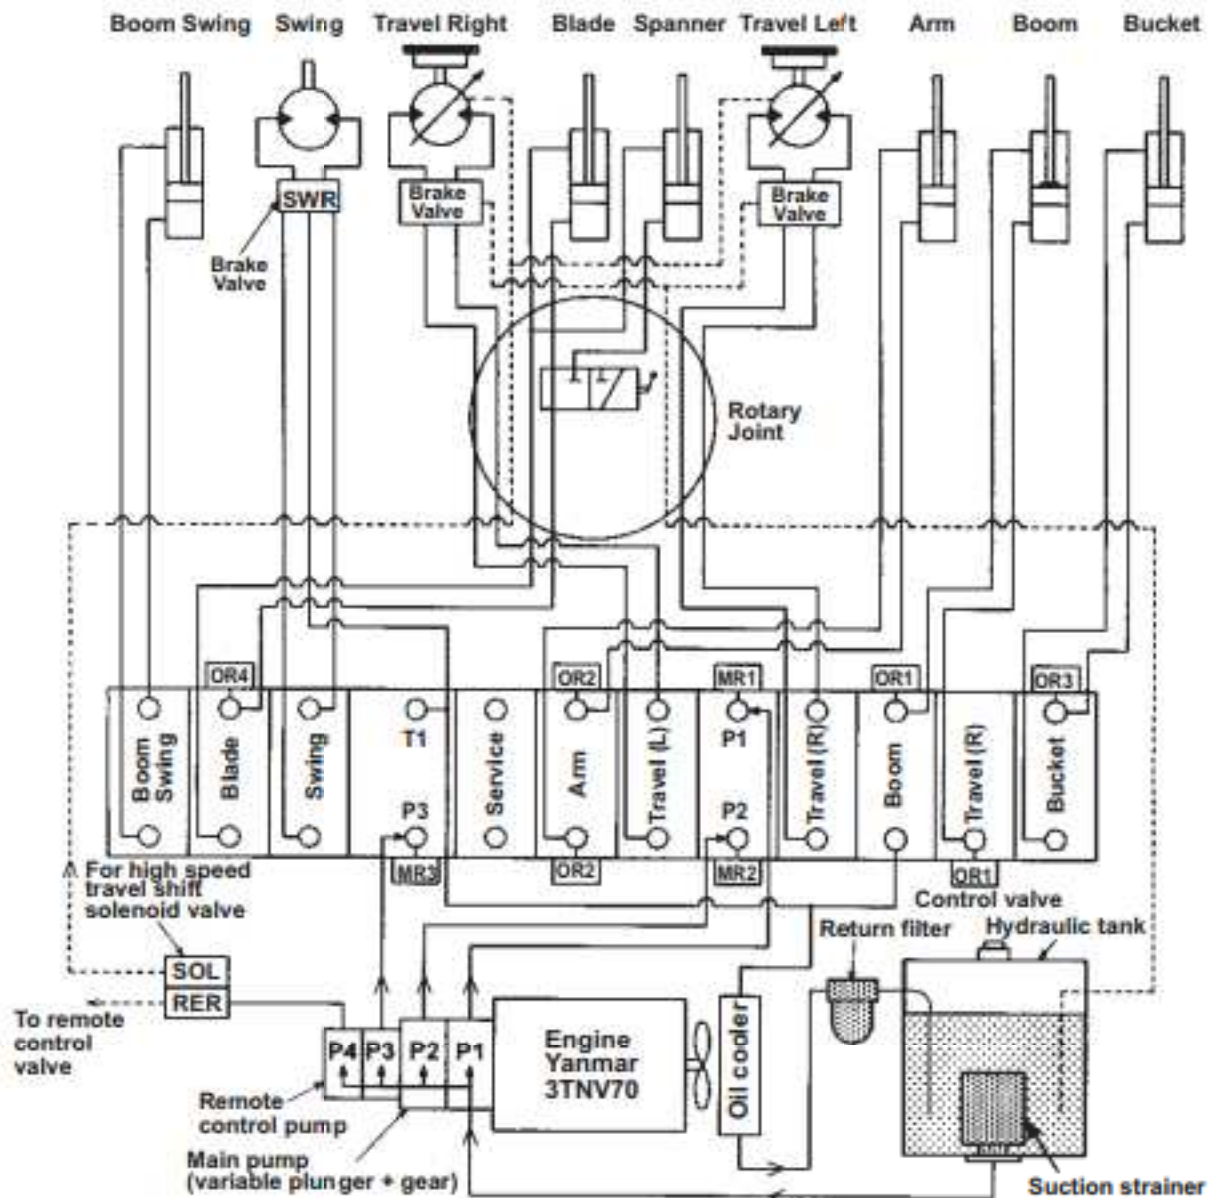 Boom Swing Swing Travel Right Blade Spanner Travel Left Arm Boom Bucket
SWR
Brake
Valve
Brake
Valve
Brake
Valve
Rotary
Joint
OR4
OR2
MR1
OR1
OR3
Boom
Swing
Blade
Swing
T1
P3
Service
Arm
Travel (L)
P1
P2
Travel (R)
Boom
Travel (R)
Bucket
MR3
OR2
MR2
OR1
For high speed
travel shift
solenoid valve
Control valve
Return filter
Hydraulic tank
SOL
RER
To remote
control
valve
P4
P3
P2
P1
Engine
Yanmar
3TNV70
Oil cooler
Remote
control pump
Main pump
(variable plunger + gear)
Suction strainer